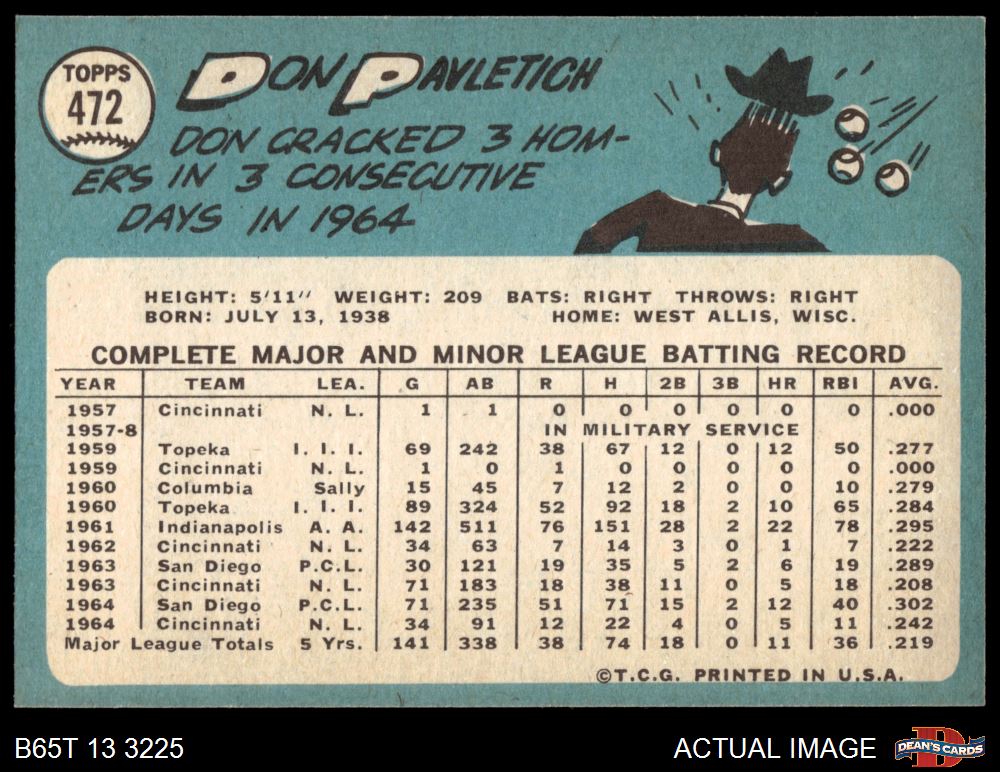 TOPPS
472
DON PAVLETICH
DON CRACKED 3 HOM-
ERS IN 3 CONSECUTIVE
DAYS IN 1964
HEIGHT: 5'11" WEIGHT: 209 BATS: RIGHT THROWS: RIGHT
BORN: JULY 13, 1938 HOME: WEST ALLIS, WISC.
COMPLETE MAJOR AND MINOR LEAGUE BATTING RECORD
YEAR TEAM LEA. G AB R H 2B 3B HR RBI AVG.
1957 Cincinnati N. L. 1 1 0 0 0 0 0 0 .000
1957-8 IN MILITARY SERVICE
1959 Topeka I. I. I. 69 242 38 67 12 0 12 50 .277
1959 Cincinnati N. L. 1 0 1 0 0 0 0 0 .000
1960 Columbia Sally 15 45 7 12 2 0 0 10 .279
1960 Topeka I. I. I. 89 324 52 92 18 2 10 65 .284
1961 Indianapolis A. A. 142 511 76 151 28 2 22 78 .295
1962 Cincinnati N. L. 34 63 7 14 3 0 1 7 .222
1963 San Diego P.C.L. 30 121 19 35 5 2 6 19 .289
1963 Cincinnati N. L. 71 183 18 38 11 0 5 18 .208
1964 San Diego P.C.L. 71 235 51 71 15 2 12 40 .302
1964 Cincinnati N. L. 34 91 12 22 4 0 5 11 .242
Major League Totals 5 Yrs. 141 338 38 74 18 0 11 36 .219
©T.C.G. PRINTED IN U.S.A.
B65T 13 3225 ACTUAL IMAGE
D
DEAN'S CARDS